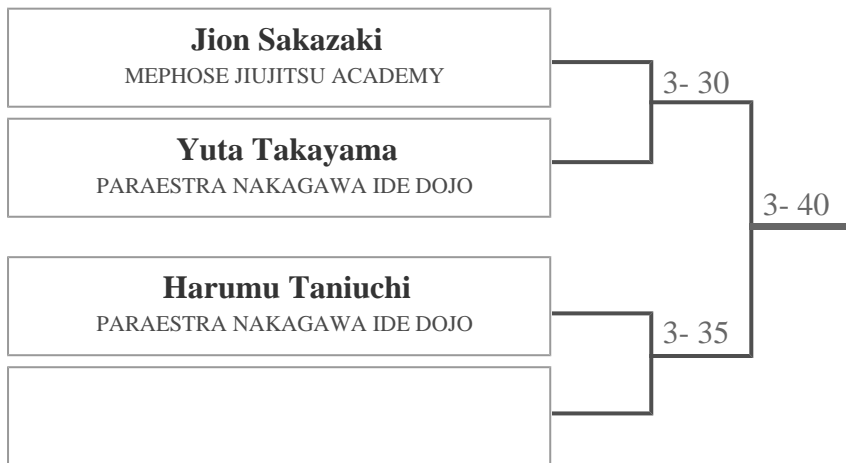 Jion Sakazaki
MEPHOSE JIUJITSU ACADEMY
3- 30
Yuta Takayama
PARAESTRA NAKAGAWA IDE DOJO
3- 40
Harumu Taniuchi
PARAESTRA NAKAGAWA IDE DOJO
3- 35